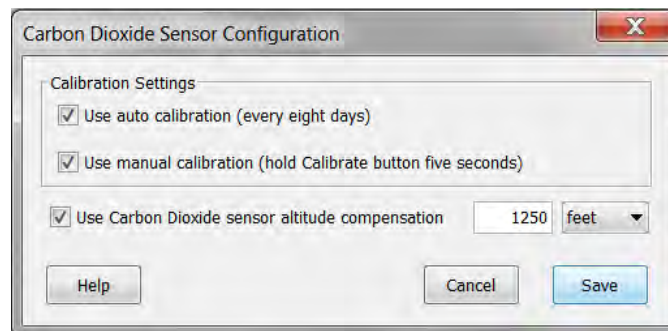 Carbon Dioxide Sensor Configuration
Calibration Settings
Use auto calibration (every eight days)
Use manual calibration (hold Calibrate button five seconds)
Use Carbon Dioxide sensor altitude compensation 1250 feet
Help Cancel Save